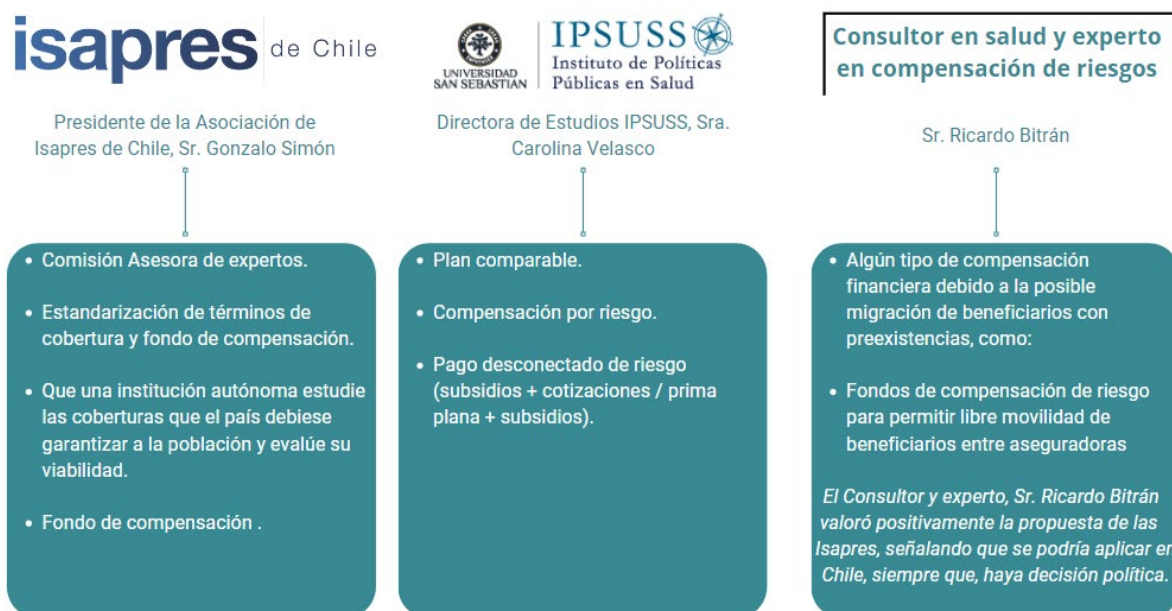 isapres de Chile
Presidente de la Asociación de
Isapres de Chile, Sr. Gonzalo Simón
• Comisión Asesora de expertos.
• Estandarización de términos de
cobertura y fondo de compensación.
• Que una institución autónoma estudie
las coberturas que el país debiese
garantizar a la población y evalúe su
viabilidad.
• Fondo de compensación .
UNIVERSIDAD
SAN SEBASTIAN
IPSUSS
Instituto de Políticas
Públicas en Salud
Directora de Estudios IPSUSS, Sra.
Carolina Velasco
• Plan comparable.
• Compensación por riesgo.
• Pago desconectado de riesgo
(subsidios + cotizaciones / prima
plana + subsidios).
Consultor en salud y experto
en compensación de riesgos
Sr. Ricardo Bitrán
• Algún tipo de compensación
financiera debido a la posible
migración de beneficiarios con
preexistencias, como:
• Fondos de compensación de riesgo
para permitir libre movilidad de
beneficiarios entre aseguradoras
El Consultor y experto, Sr. Ricardo Bitrán
valoró positivamente la propuesta de las
Isapres, señalando que se podría aplicar en
Chile, siempre que, haya decisión política.